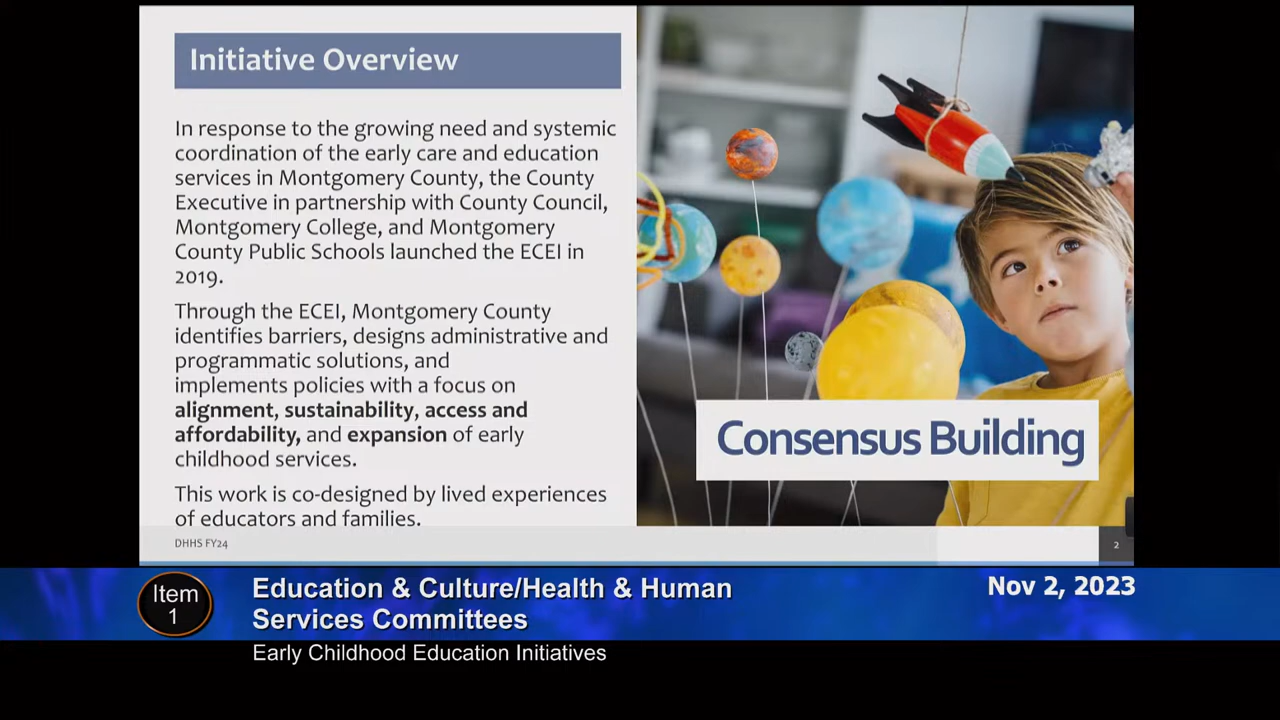 Initiative Overview
In response to the growing need and systemic
coordination of the early care and education
services in Montgomery County, the County
Executive in partnership with County Council,
Montgomery College, and Montgomery
County Public Schools launched the ECEI in
2019.
Through the ECEI, Montgomery County
identifies barriers, designs administrative and
programmatic solutions, and
implements policies with a focus on
alignment, sustainability, access and
affordability, and expansion of early
childhood services.
This work is co-designed by lived experiences
of educators and families.
Consensus Building
DHHS FY24
2
Item
1
Education & Culture/Health & Human
Services Committees
Early Childhood Education Initiatives
Nov 2, 2023